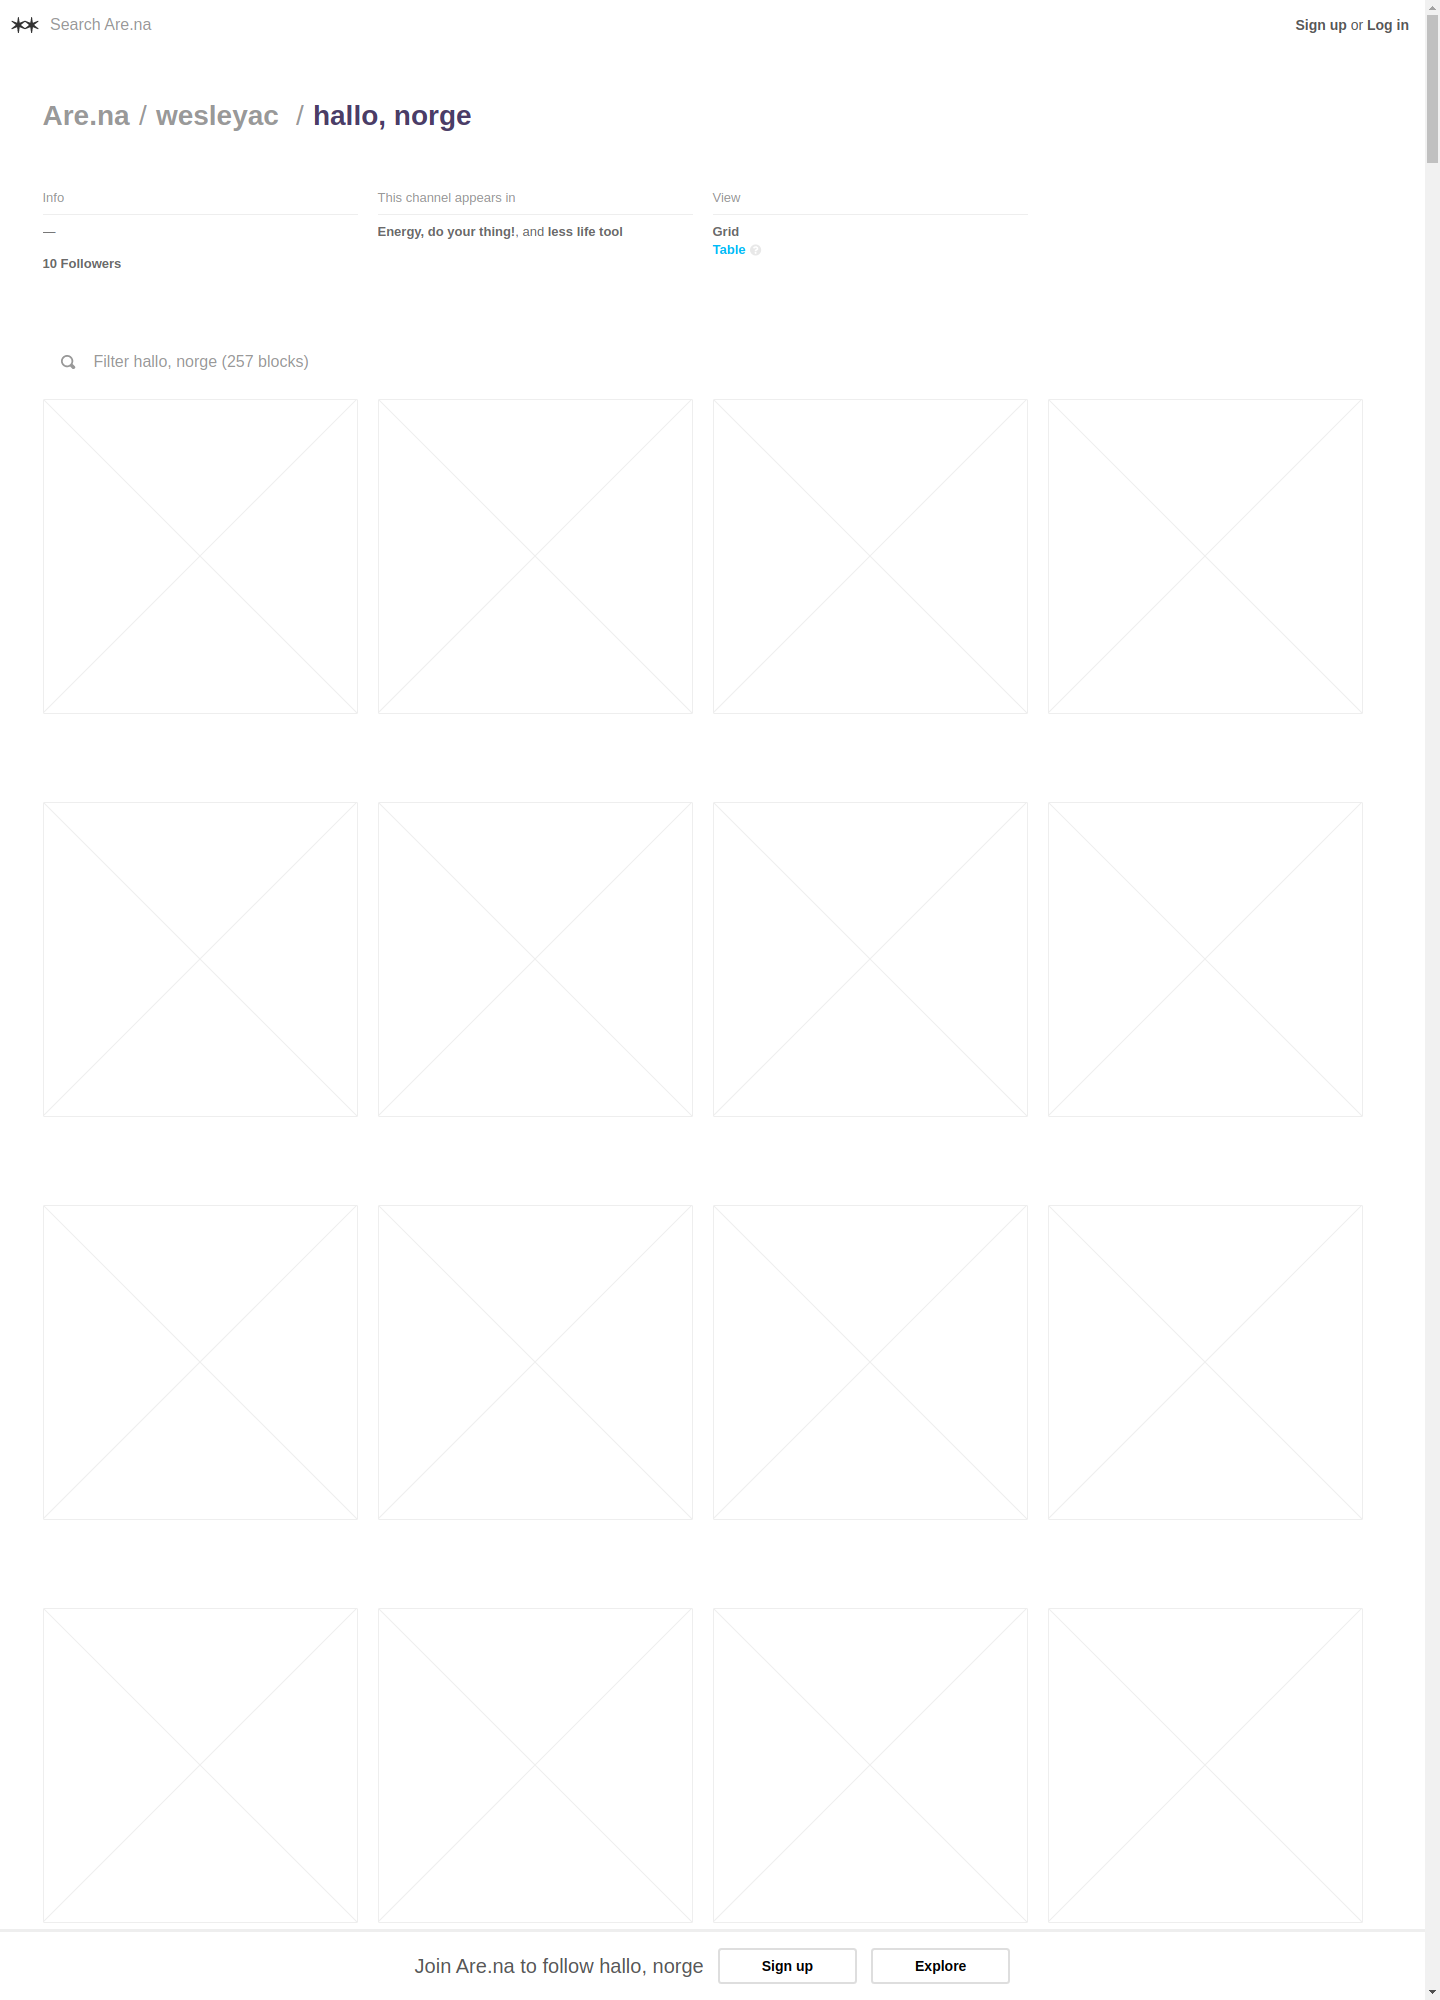 Search Are.na
Sign up or Log in
Are.na / wesleyac / hallo, norge
Info
—
10 Followers
This channel appears in
Energy, do your thing!, and less life tool
View
Grid
Table ?
Filter hallo, norge (257 blocks)
Join Are.na to follow hallo, norge
Sign up
Explore